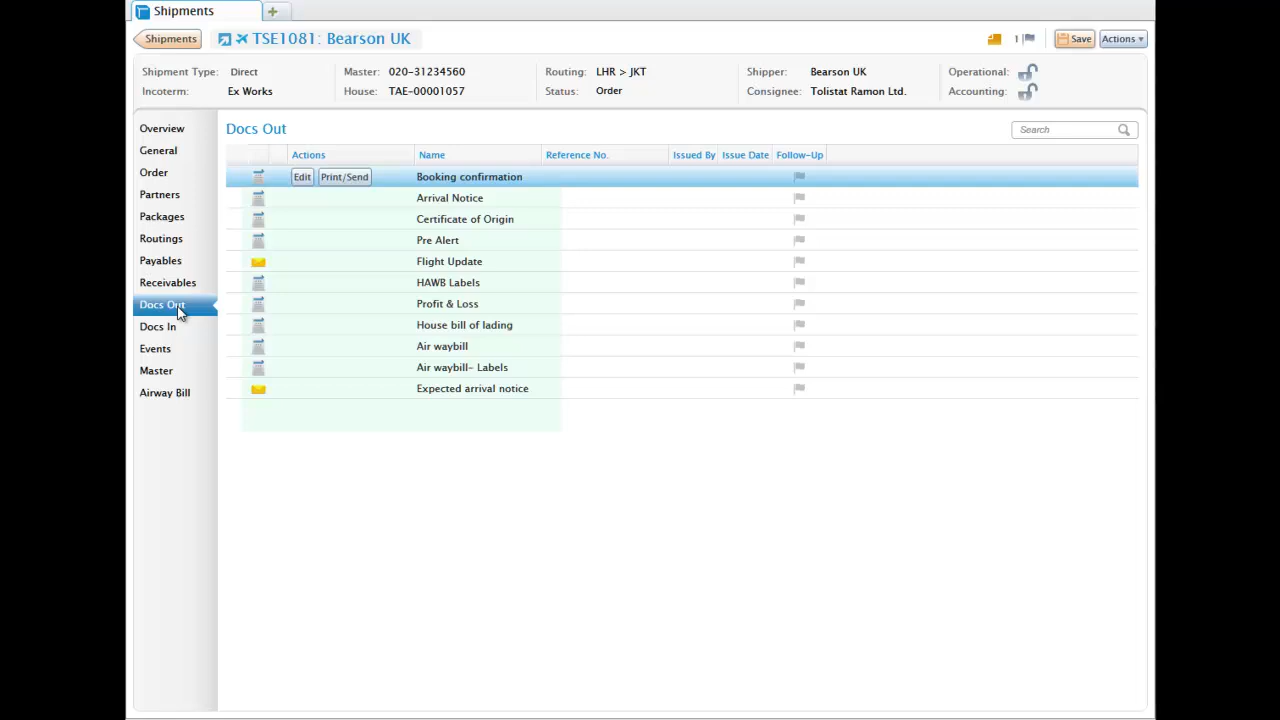 Shipments
Shipments
TSE1081: Bearson UK
1
Save
Actions
Shipment Type: Direct
Master: 020-31234560
Routing: LHR > JKT
Shipper: Bearson UK
Operational:
Incoterm: Ex Works
House: TAE-00001057
Status: Order
Consignee: Tolistat Ramon Ltd.
Accounting:
Overview
General
Order
Partners
Packages
Routings
Payables
Receivables
Docs Out
Docs In
Events
Master
Airway Bill
Docs Out
Search
Actions Name Reference No. Issued By Issue Date Follow-Up
Edit Print/Send Booking confirmation
Arrival Notice
Certificate of Origin
Pre Alert
Flight Update
HAWB Labels
Profit & Loss
House bill of lading
Air waybill
Air waybill- Labels
Expected arrival notice